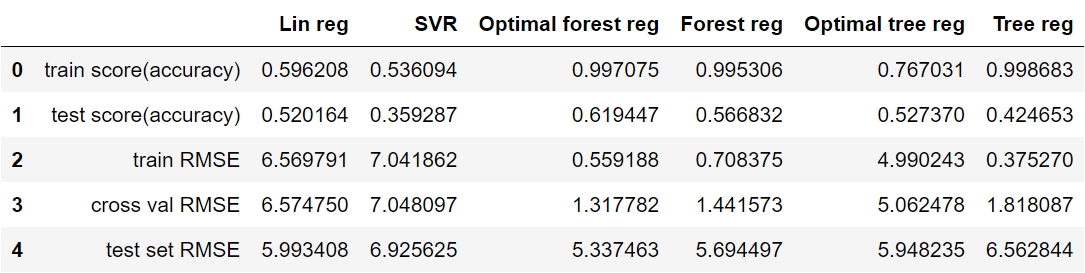 Lin reg SVR Optimal forest reg Forest reg Optimal tree reg Tree reg
0 train score(accuracy) 0.596208 0.536094 0.997075 0.995306 0.767031 0.998683
1 test score(accuracy) 0.520164 0.359287 0.619447 0.566832 0.527370 0.424653
2 train RMSE 6.569791 7.041862 0.559188 0.708375 4.990243 0.375270
3 cross val RMSE 6.574750 7.048097 1.317782 1.441573 5.062478 1.818087
4 test set RMSE 5.993408 6.925625 5.337463 5.694497 5.948235 6.562844